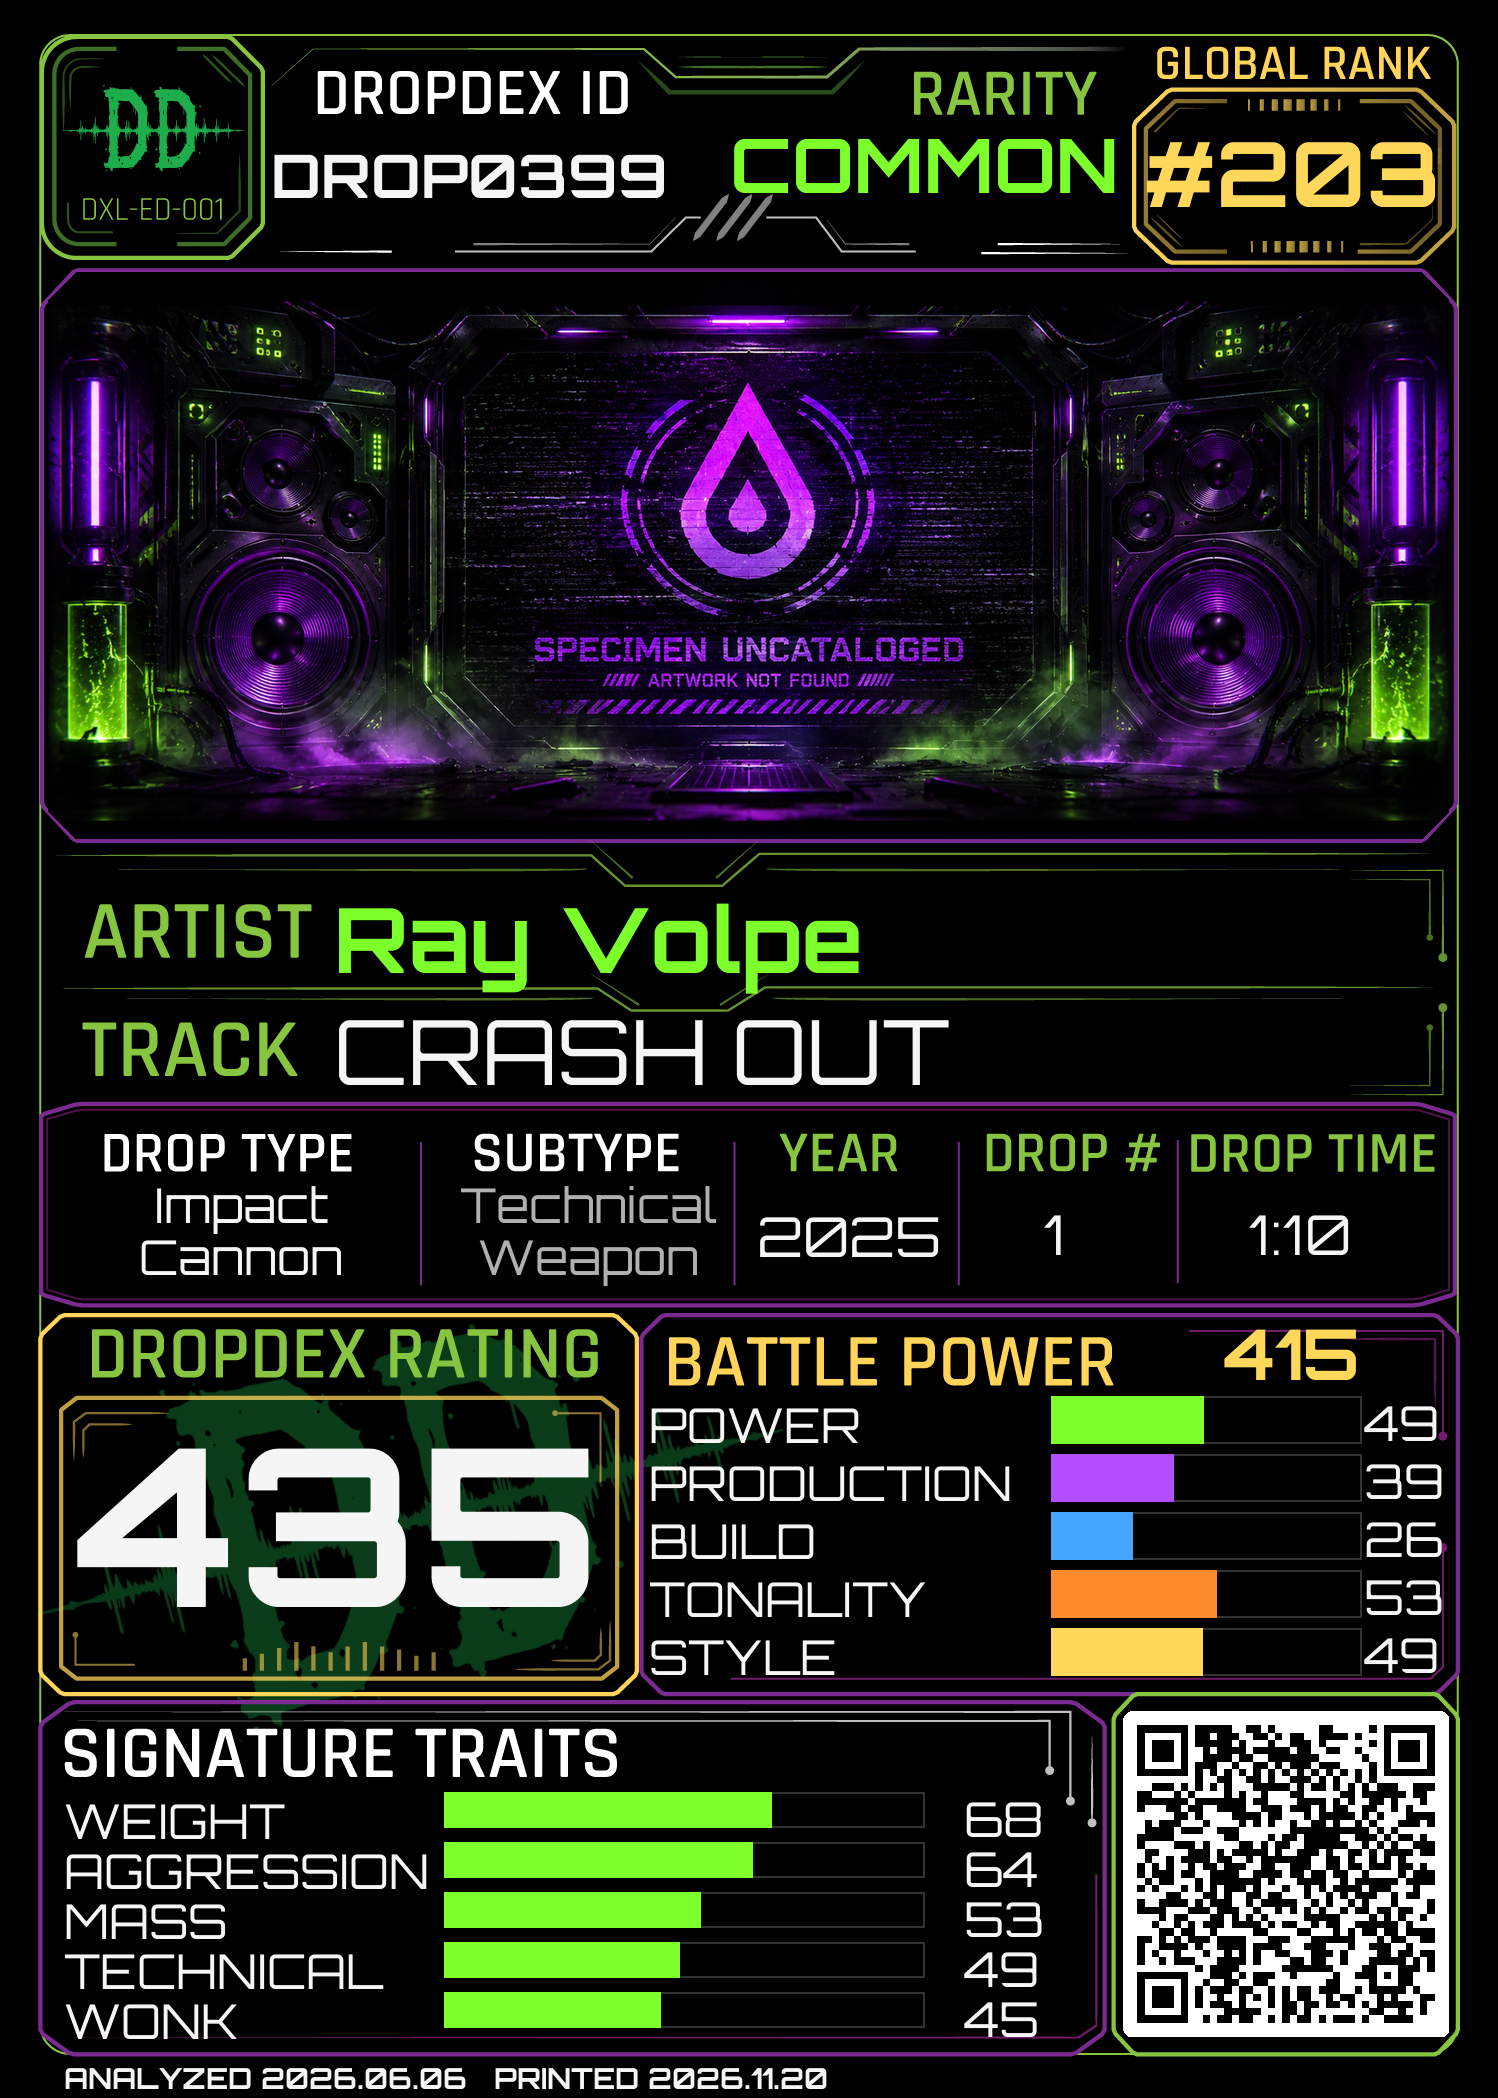 DD
DXL-ED-001
DROPDEX ID
DROP0399
RARITY
COMMON
GLOBAL RANK
#203
SPECIMEN UNCATALOGED
ARTWORK NOT FOUND
ARTIST Ray Volpe
TRACK CRASH OUT
DROP TYPE
Impact
Cannon
SUBTYPE
Technical
Weapon
YEAR
2025
DROP #
1
DROP TIME
1:10
DROPDEX RATING
435
BATTLE POWER 415
POWER 49
PRODUCTION 39
BUILD 26
TONALITY 53
STYLE 49
SIGNATURE TRAITS
WEIGHT 68
AGGRESSION 64
MASS 53
TECHNICAL 49
WONK 45
ANALYZED 2026.06.06 PRINTED 2026.11.20